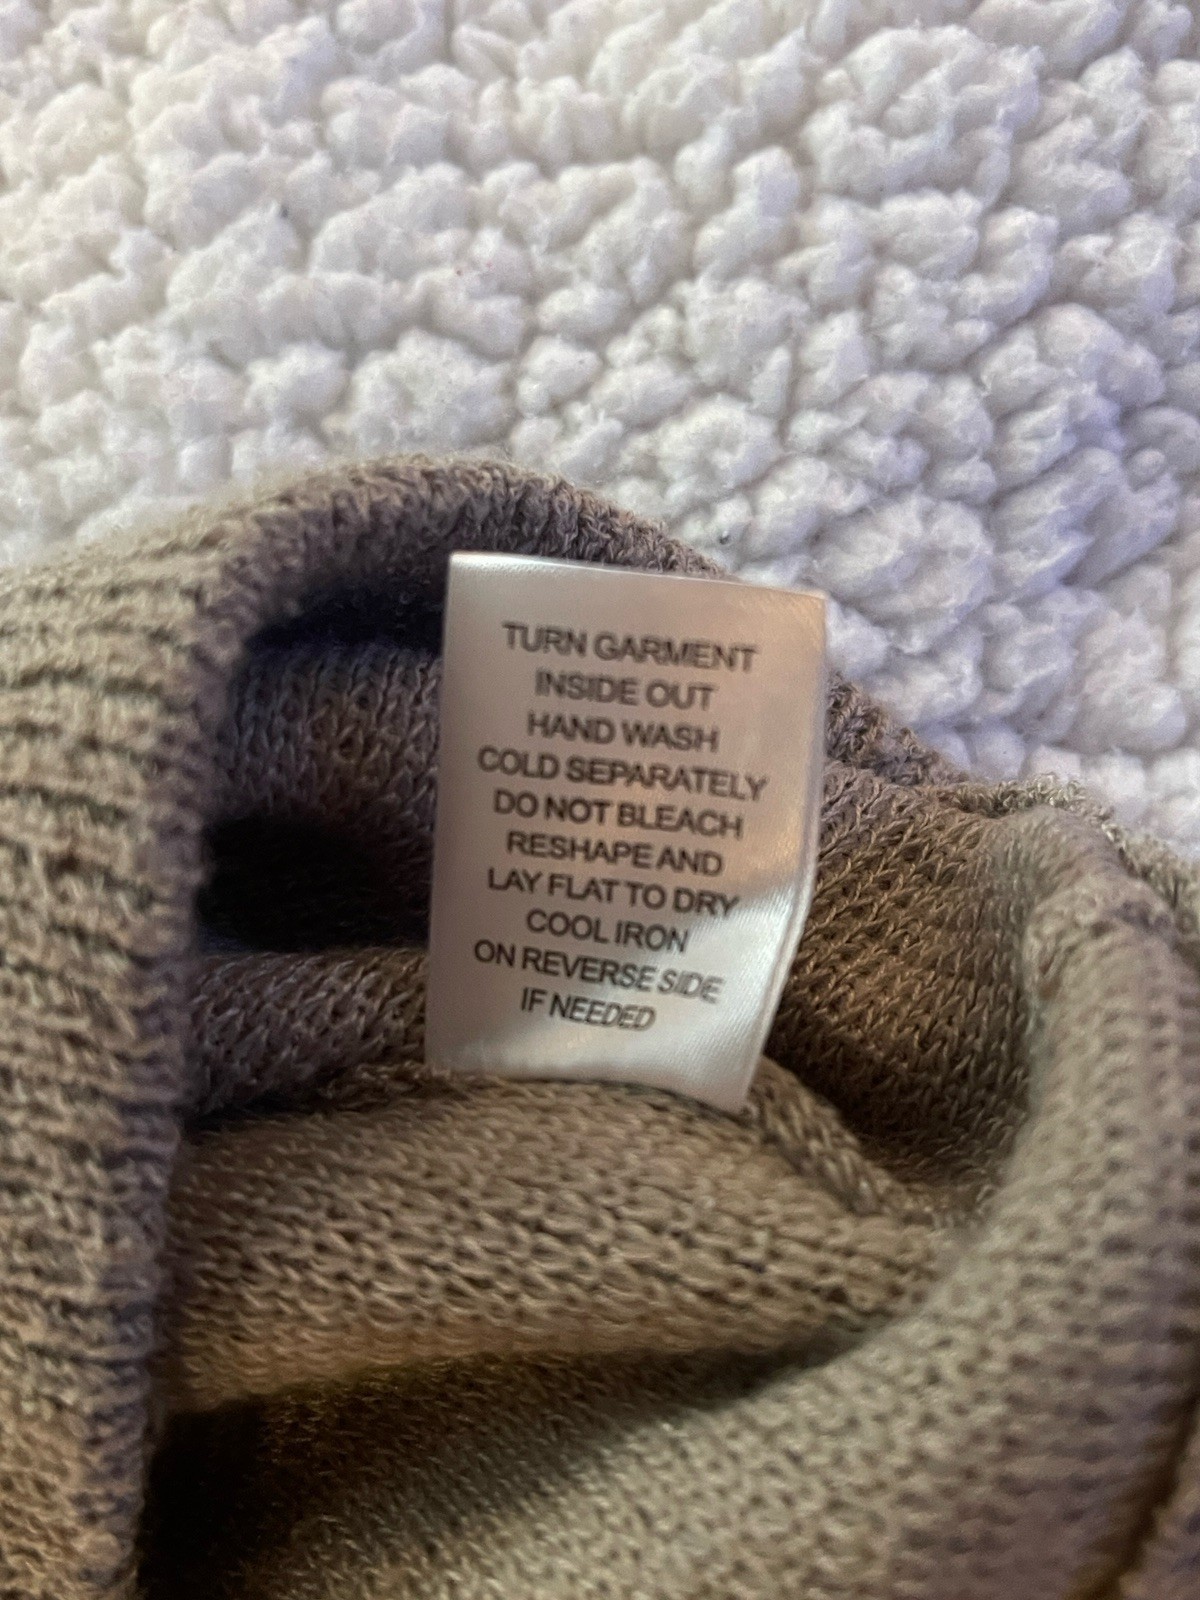 TURN GARMENT
INSIDE OUT
HAND WASH
COLD SEPARATELY
DO NOT BLEACH
RESHAPE AND
LAY FLAT TO DRY
COOL IRON
ON REVERSE SIDE
IF NEEDED